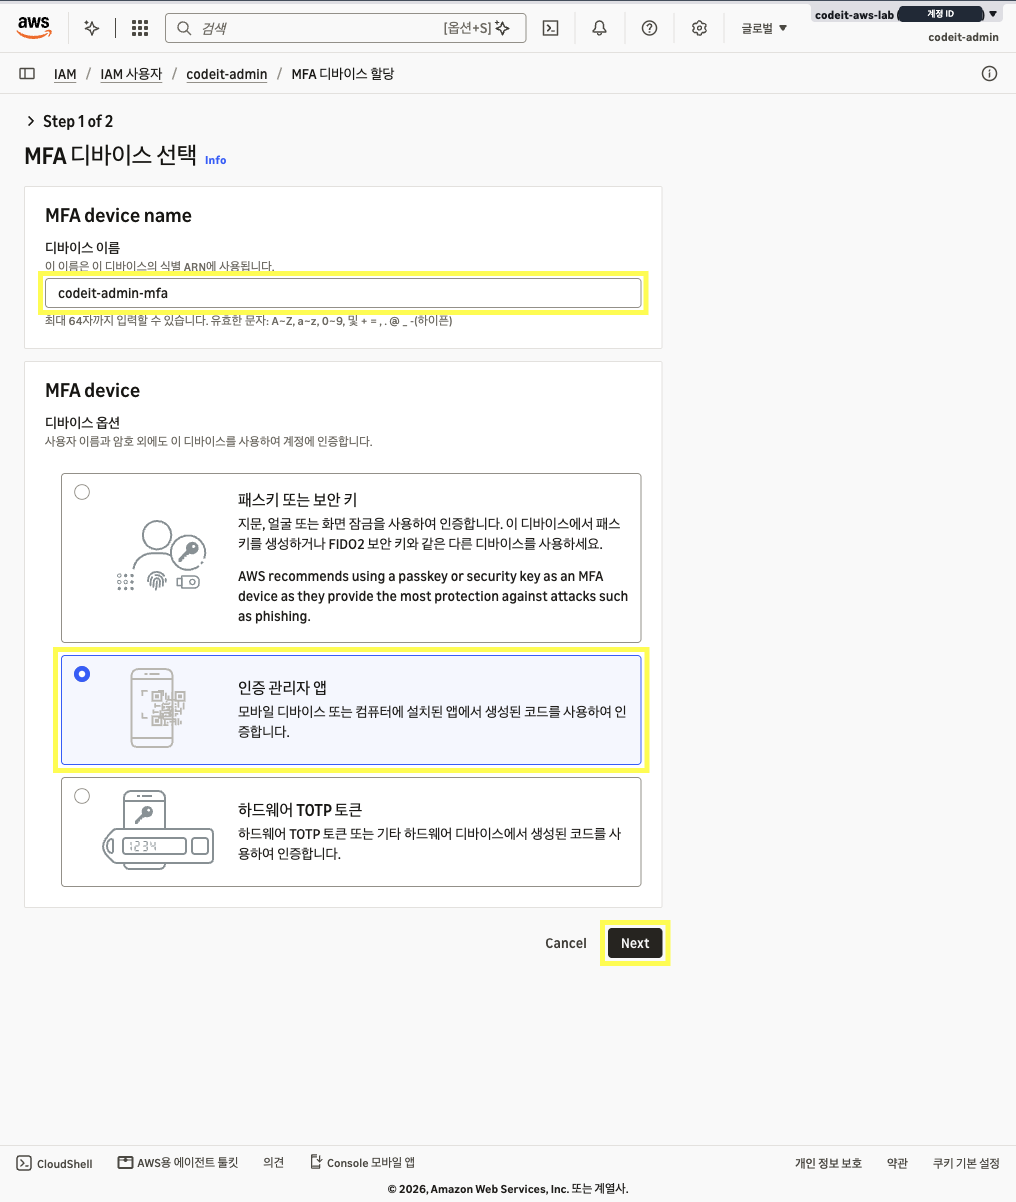 aws
검색
[옵션+S]
글로벌
codeit-aws-lab
계정 ID
codeit-admin
IAM / IAM 사용자 / codeit-admin / MFA 디바이스 할당
Step 1 of 2
MFA 디바이스 선택 Info
MFA device name
디바이스 이름
이 이름은 이 디바이스의 식별 ARN에 사용됩니다.
codeit-admin-mfa
최대 64자까지 입력할 수 있습니다. 유효한 문자: A~Z, a~z, 0~9, 및 + = , . @ _ -(하이픈)
MFA device
디바이스 옵션
사용자 이름과 암호 외에도 이 디바이스를 사용하여 계정에 인증합니다.
패스키 또는 보안 키
지문, 얼굴 또는 화면 잠금을 사용하여 인증합니다. 이 디바이스에서 패스
키를 생성하거나 FIDO2 보안 키와 같은 다른 디바이스를 사용하세요.
AWS recommends using a passkey or security key as an MFA
device as they provide the most protection against attacks such
as phishing.
인증 관리자 앱
모바일 디바이스 또는 컴퓨터에 설치된 앱에서 생성된 코드를 사용하여 인
증합니다.
하드웨어 TOTP 토큰
하드웨어 TOTP 토큰 또는 기타 하드웨어 디바이스에서 생성된 코드를 사
용하여 인증합니다.
1234
Cancel
Next
CloudShell
AWS용 에이전트 툴킷
의견
Console 모바일 앱
개인 정보 보호
약관
쿠키 기본 설정
© 2026, Amazon Web Services, Inc. 또는 계열사.